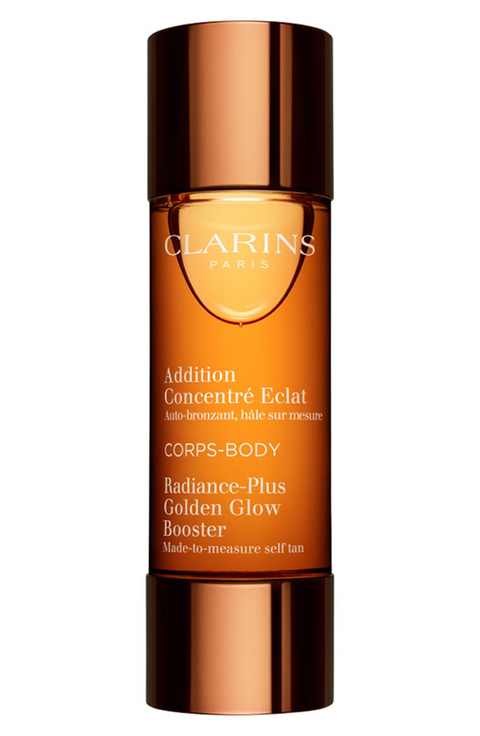 CLARINS
PARIS
Addition
Concentré Eclat
Auto-bronzant, hâle sur mesure
CORPS-BODY
Radiance-Plus
Golden Glow
Booster
Made-to-measure self tan